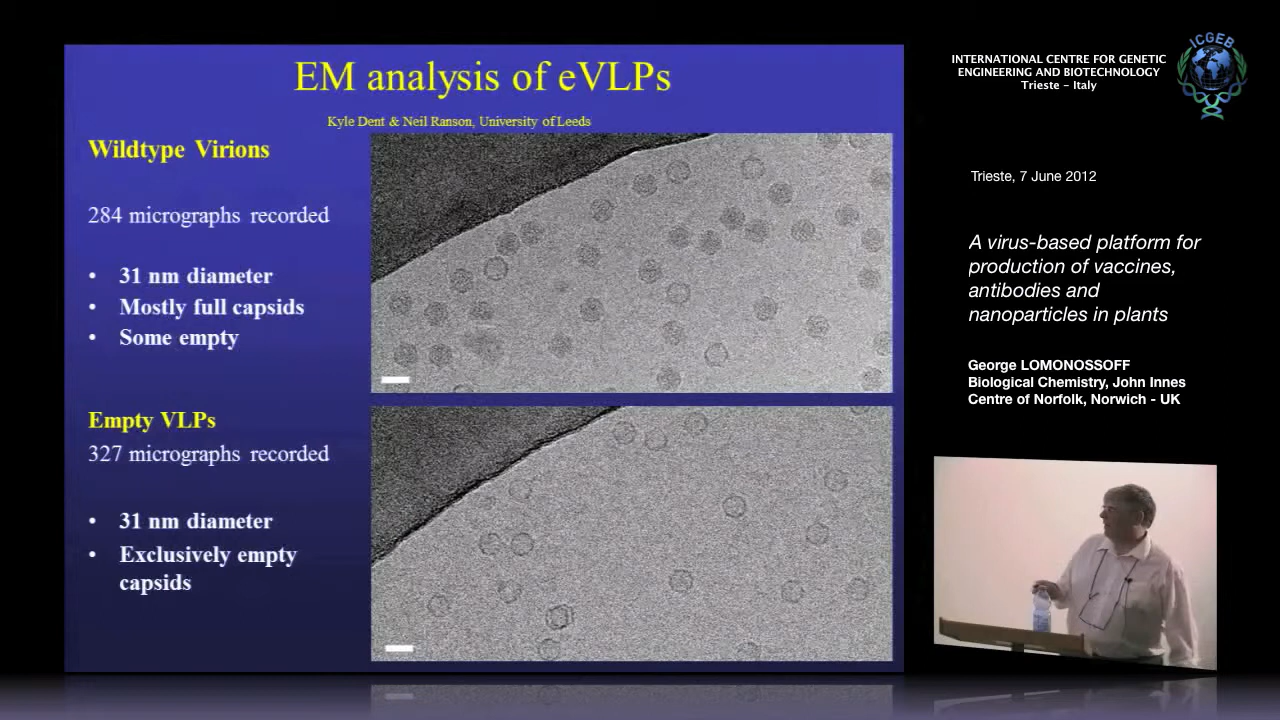 EM analysis of eVLPs
Kyle Dent & Neil Ranson, University of Leeds
Wildtype Virions
284 micrographs recorded
• 31 nm diameter
• Mostly full capsids
• Some empty
Empty VLPs
327 micrographs recorded
• 31 nm diameter
• Exclusively empty
capsids
INTERNATIONAL CENTRE FOR GENETIC
ENGINEERING AND BIOTECHNOLOGY
Trieste - Italy
ICGEB
Trieste, 7 June 2012
A virus-based platform for
production of vaccines,
antibodies and
nanoparticles in plants
George LOMONOSSOFF
Biological Chemistry, John Innes
Centre of Norfolk, Norwich - UK